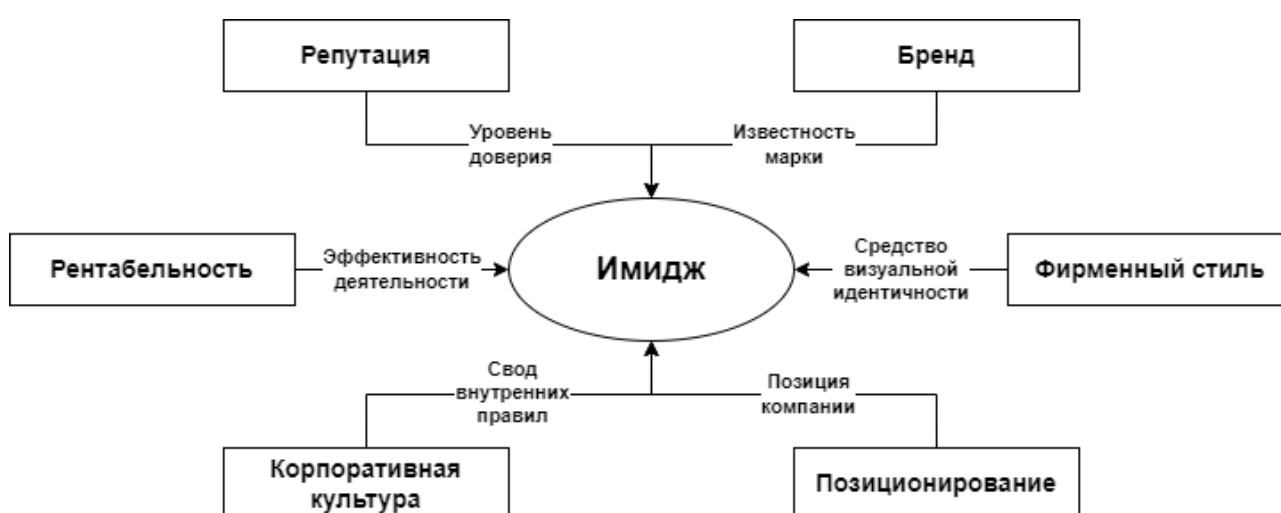 Репутация
Бренд
Уровень
доверия
Известность
марки
Рентабельность
Эффективность
деятельности
Имидж
Средство
визуальной
идентичности
Фирменный стиль
Свод
внутренних
правил
Позиция
компании
Корпоративная
культура
Позиционирование